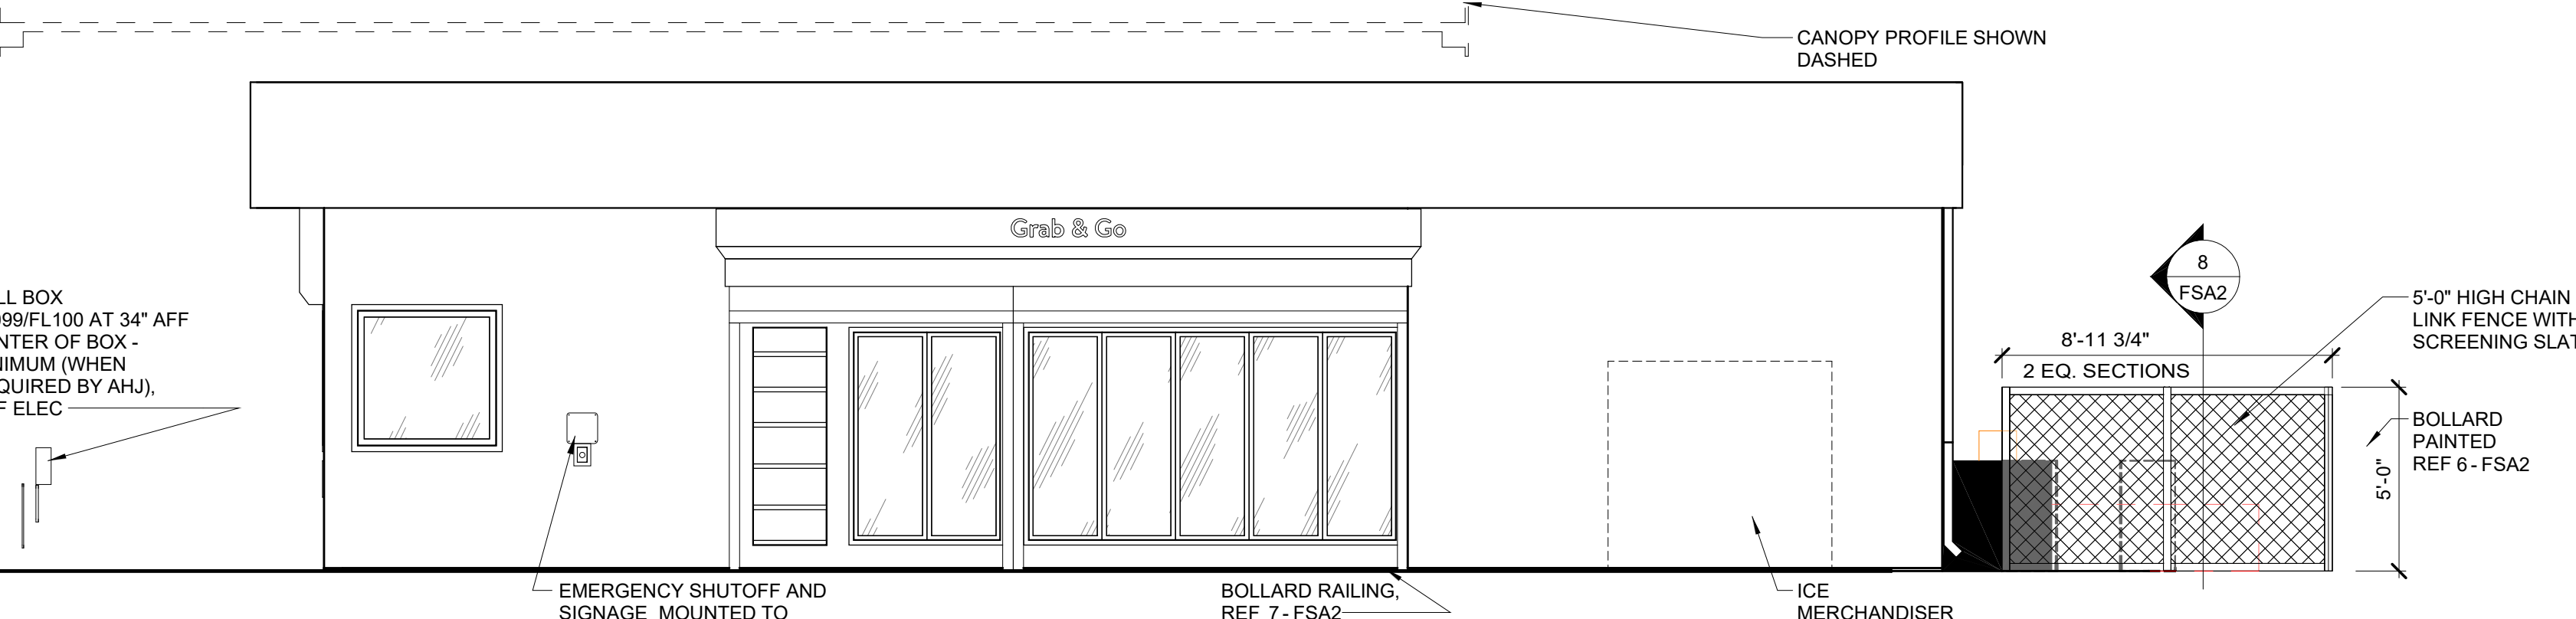 CANOPY PROFILE SHOWN
DASHED
Grab & Go
LL BOX
099/FL100 AT 34" AFF
NTER OF BOX -
NIMUM (WHEN
QUIRED BY AHJ),
F ELEC
8
FSA2
5'-0" HIGH CHAIN
LINK FENCE WITH
SCREENING SLAT
8'-11 3/4"
2 EQ. SECTIONS
BOLLARD
PAINTED
REF 6 - FSA2
5'-0"
EMERGENCY SHUTOFF AND
SIGNAGE MOUNTED TO
BOLLARD RAILING,
REF 7 - FSA2
ICE
MERCHANDISER